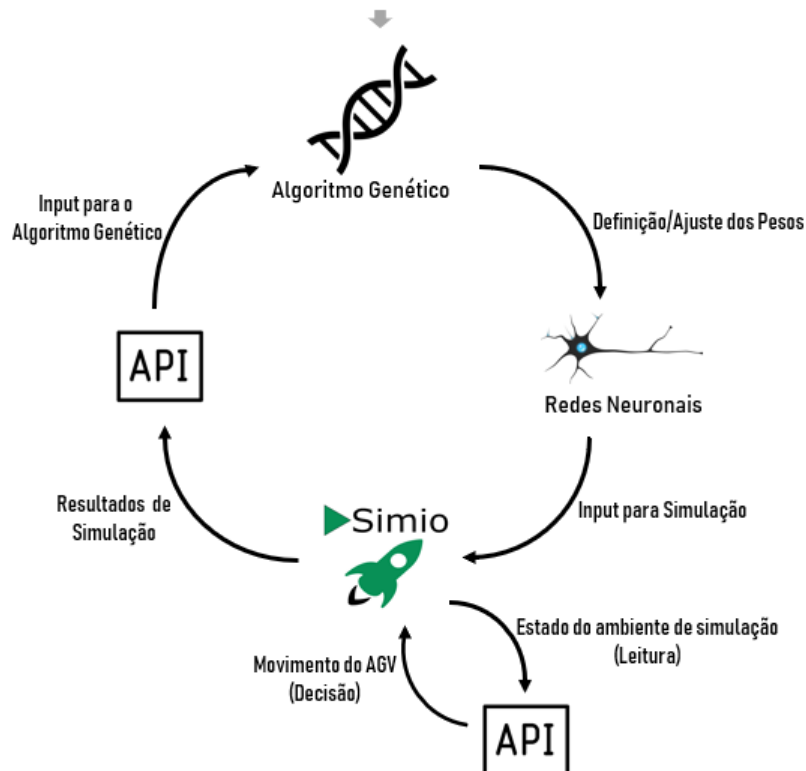 Algoritmo Genético
Input para o
Algoritmo Genético
Definição/Ajuste dos Pesos
API
Redes Neuronais
Resultados de
Simulação
Simio
Input para Simulação
Estado do ambiente de simulação
(Leitura)
Movimento do AGV
(Decisão)
API